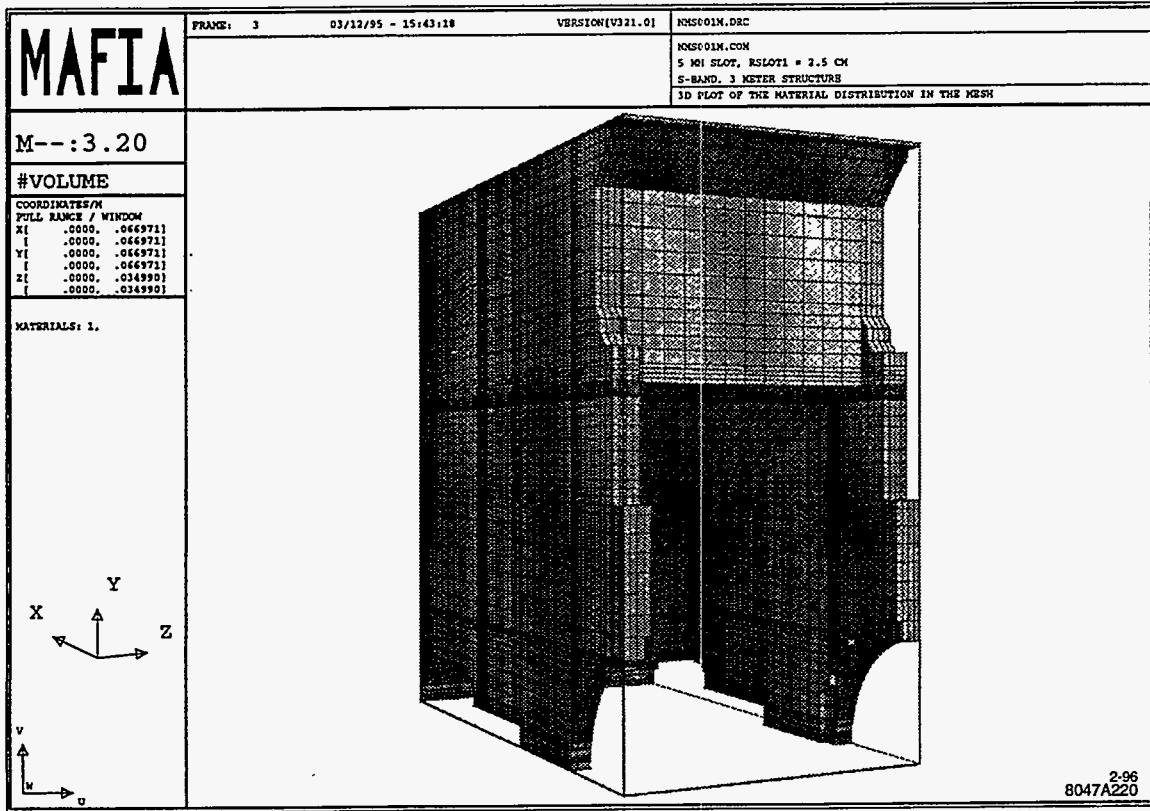 MAFIA
FRAME: 3 03/12/95 - 15:43:18 VERSION[V321.0]
NMS001M.DRC
NMS001M.COM
5 MM SLOT, RSLOT1 = 2.5 CM
S-BAND, 3 METER STRUCTURE
3D PLOT OF THE MATERIAL DISTRIBUTION IN THE MESH
M--:3.20
#VOLUME
COORDINATES/M
FULL RANGE / WINDOW
X[ .0000, .066971]
[ .0000, .066971]
Y[ .0000, .066971]
[ .0000, .066971]
Z[ .0000, .034990]
[ .0000, .034990]
MATERIALS: 1,
Y
X
Z
V
W
U
2-96
8047A220